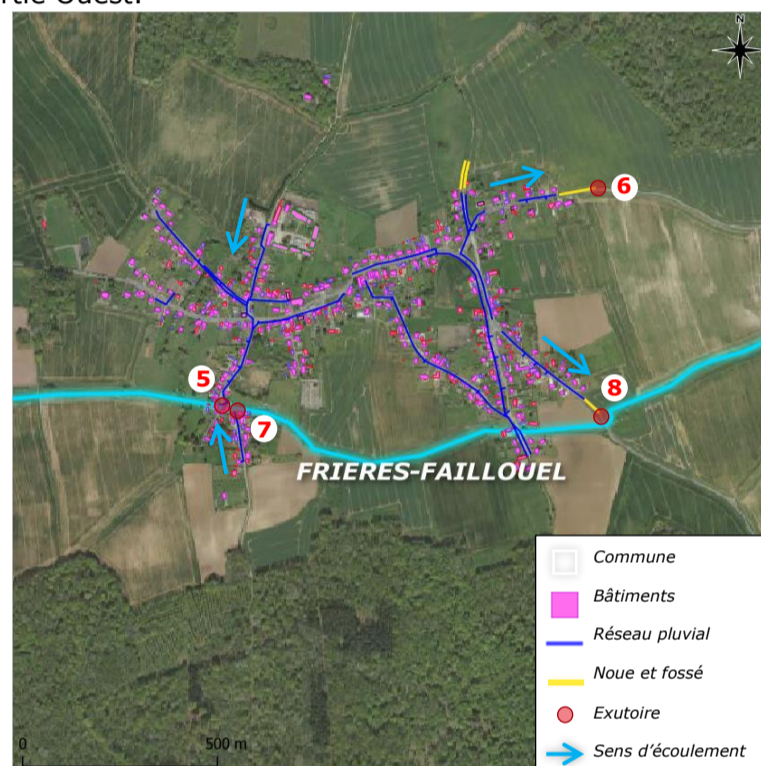 N
6
5
8
7
FRIERES-FAILLOUEL
Commune
Bâtiments
Réseau pluvial
Noue et fossé
Exutoire
Sens d'écoulement
0 500 m